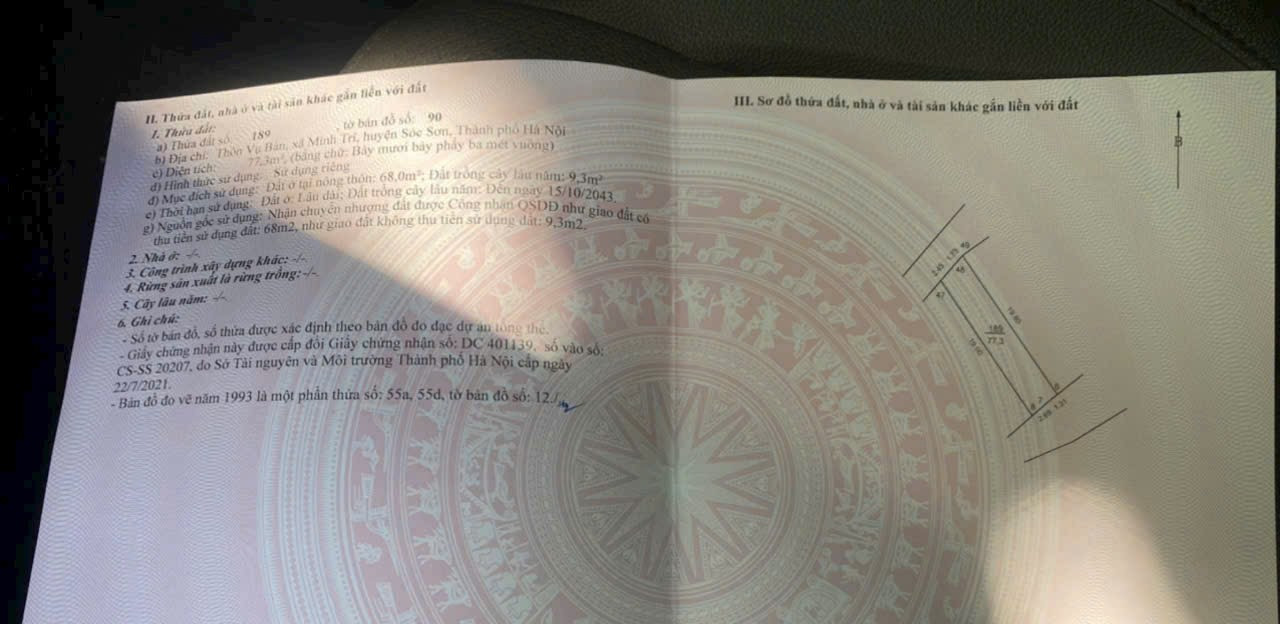 II. Thửa đất, nhà ở và tài sản khác gắn liền với đất
1. Thửa đất:
a) Thửa đất số: 189 , tờ bản đồ số: 90
b) Địa chỉ: Thôn Vụ Bản, xã Minh Trí, huyện Sóc Sơn, Thành phố Hà Nội
c) Diện tích: 77,3m², (bằng chữ: Bảy mươi bảy phẩy ba mét vuông)
d) Hình thức sử dụng: Sử dụng riêng
đ) Mục đích sử dụng: Đất ở tại nông thôn: 68,0m²; Đất trồng cây lâu năm: 9,3m²
e) Thời hạn sử dụng: Đất ở: Lâu dài; Đất trồng cây lâu năm: Đến ngày 15/10/2043.
g) Nguồn gốc sử dụng: Nhận chuyển nhượng đất được Công nhận QSDĐ như giao đất có
thu tiền sử dụng đất: 68m2, như giao đất không thu tiền sử dụng đất: 9,3m2.
2. Nhà ở: -/-.
3. Công trình xây dựng khác: -/-.
4. Rừng sản xuất là rừng trồng: -/-.
5. Cây lâu năm: -/-.
6. Ghi chú:
- Số tờ bản đồ, số thửa được xác định theo bản đồ đo đạc dự án tổng thể.
- Giấy chứng nhận này được cấp đổi Giấy chứng nhận số: DC 401139, số vào sổ:
CS-SS 20207, do Sở Tài nguyên và Môi trường Thành phố Hà Nội cấp ngày
22/7/2021.
- Bản đồ đo vẽ năm 1993 là một phần thửa số: 55a, 55d, tờ bản đồ số: 12./.
III. Sơ đồ thửa đất, nhà ở và tài sản khác gắn liền với đất
B
189
77,3